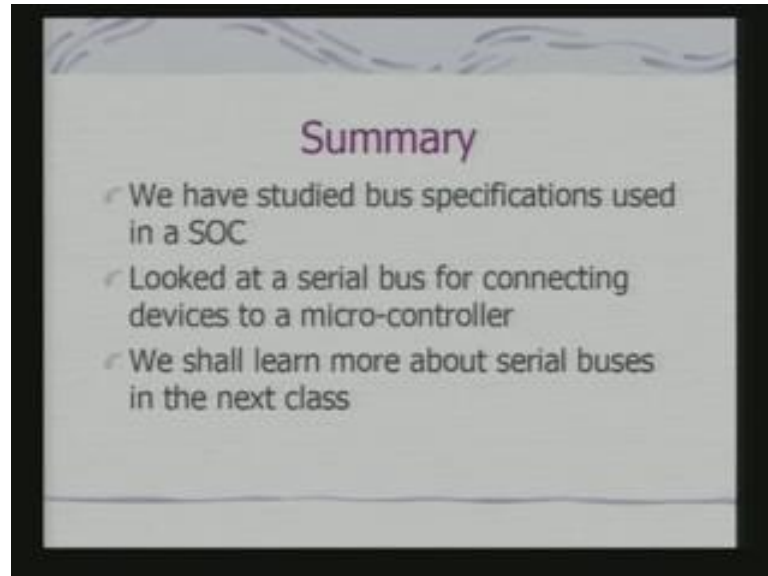 Summary
We have studied bus specifications used
in a SOC
Looked at a serial bus for connecting
devices to a micro-controller
We shall learn more about serial buses
in the next class